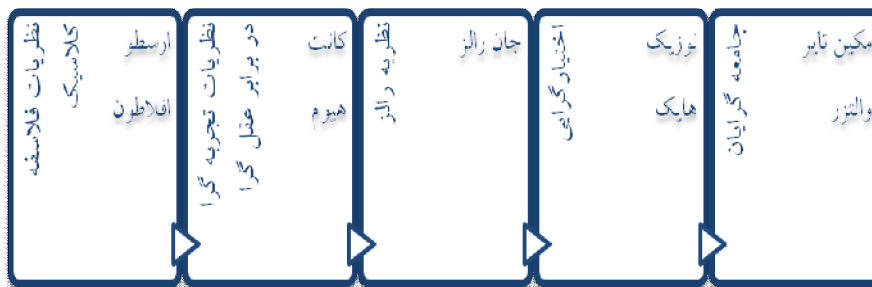 نظریات فلاسفه
کلاسیک
ارسطو
افلاطون
نظریات تجربه گرا
در برابر عقل گرا
کانت
هیوم
نظریه رالز
جان رالز
اختیارگرایی
نوزیک
هایک
جامعه گرایان
مکین تایر
والتزر